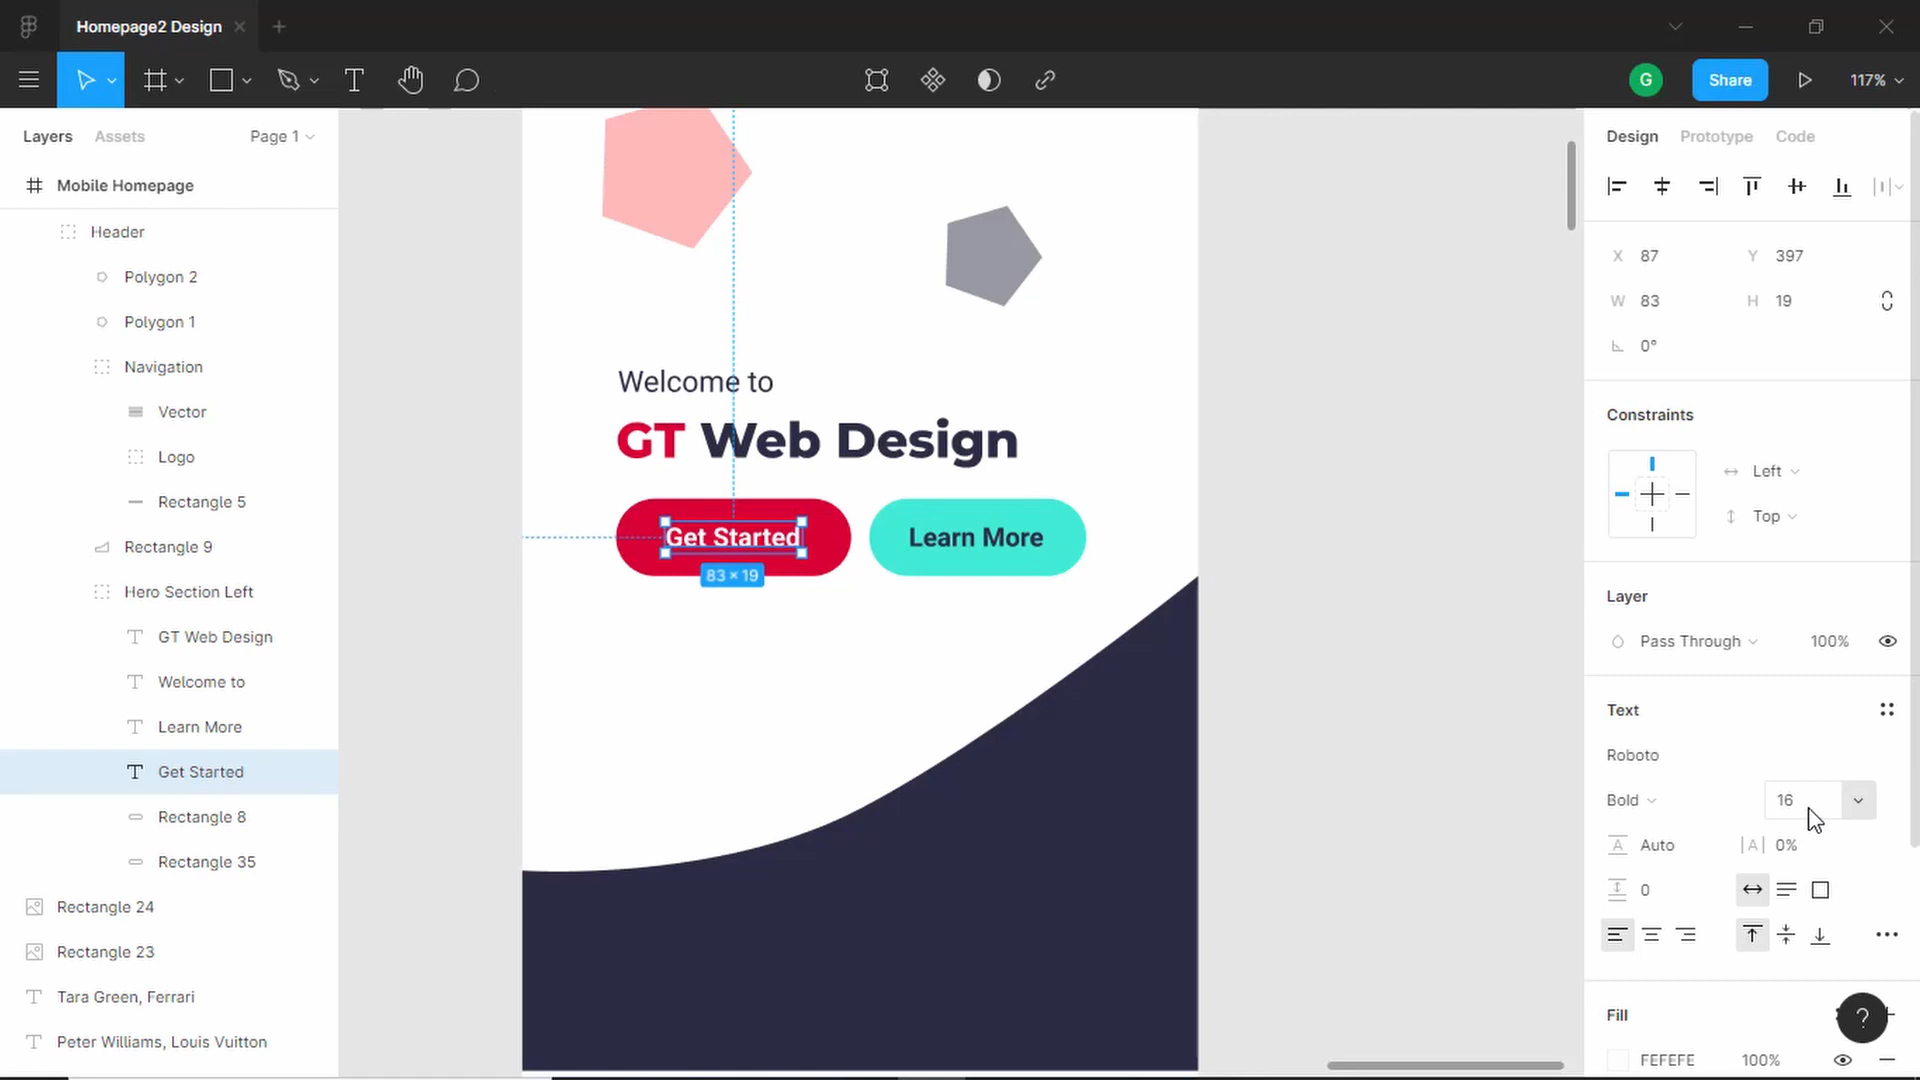 Homepage2 Design
G
Share
117%
Layers
Assets
Page 1
Mobile Homepage
Header
Polygon 2
Polygon 1
Navigation
Vector
Logo
Rectangle 5
Rectangle 9
Hero Section Left
GT Web Design
Welcome to
Learn More
Get Started
Rectangle 8
Rectangle 35
Rectangle 24
Rectangle 23
Tara Green, Ferrari
Peter Williams, Louis Vuitton
Welcome to
GT Web Design
Get Started
Learn More
83 × 19
Design
Prototype
Code
X 87
Y 397
W 83
H 19
0°
Constraints
Left
Top
Layer
Pass Through
100%
Text
Roboto
Bold
16
A Auto
|A| 0%
0
Fill
?
FEFEFE
100%